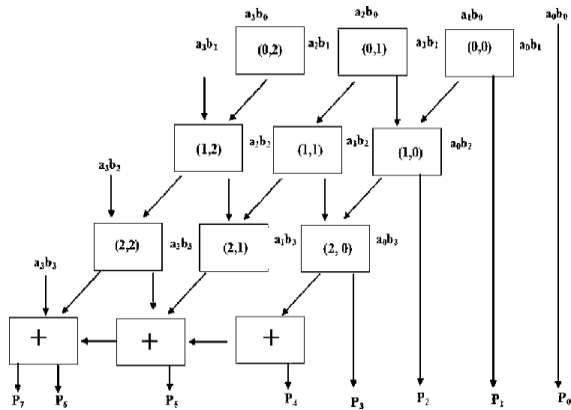 a₃b₀ a₂b₀ a₁b₀ a₀b₀
a₃b₁ (0,2) a₂b₁ (0,1) a₃b₁ (0,0) a₀b₁
(1,2) a₂b₂ (1,1) a₁b₂ (1,0) a₀b₂
a₃b₂
(2,2) a₂b₃ (2,1) a₁b₃ (2, 0) a₀b₃
a₃b₃
+ + +
P₇ P₆ P₅ P₄ P₃ P₂ P₁ P₀